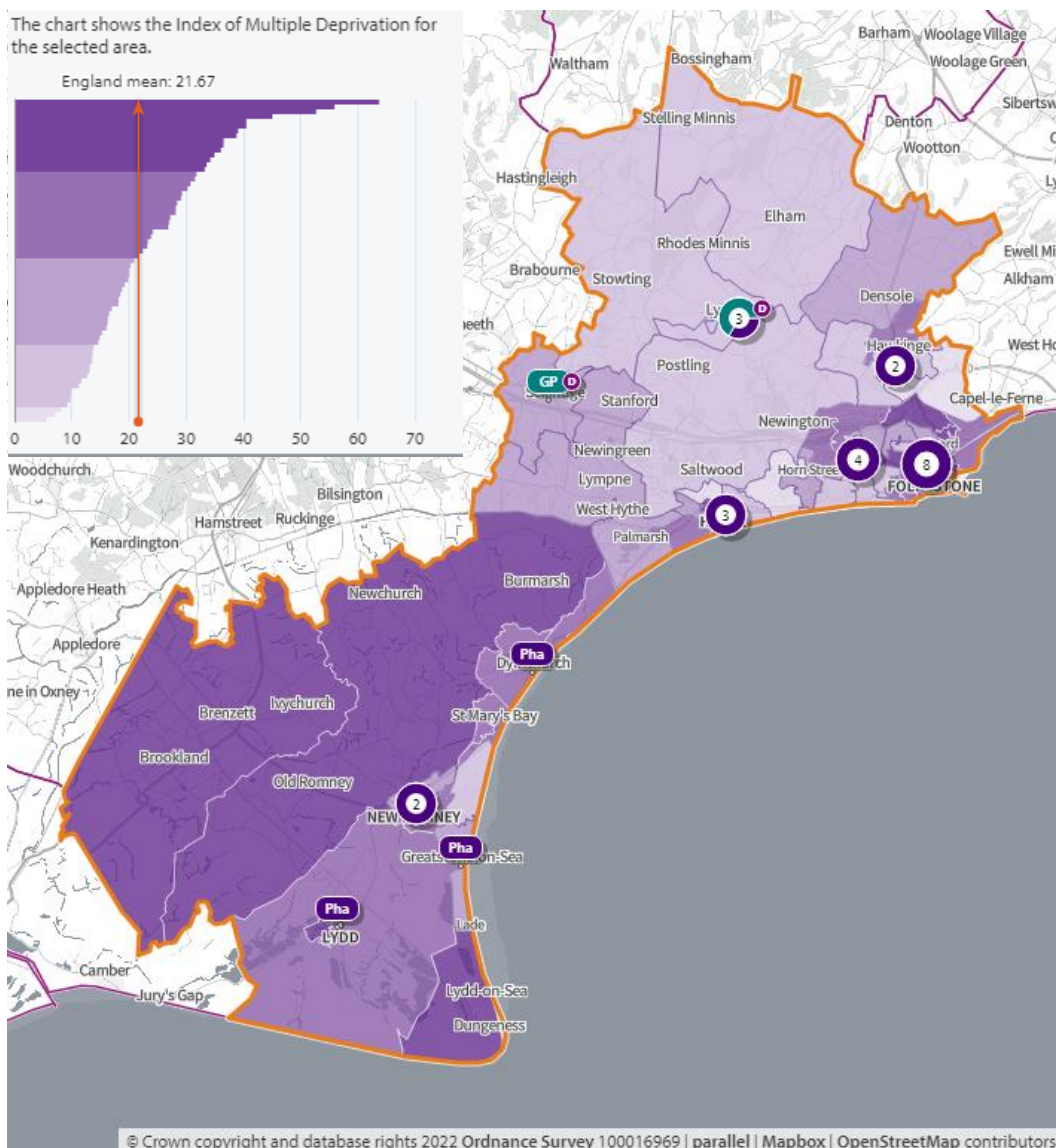 The chart shows the Index of Multiple Deprivation for
the selected area.
England mean: 21.67
0 10 20 30 40 50 60 70
Barham
Woolage Village
Woolage Green
Bossingham
Waltham
Stelling Minnis
Denton
Wootton
Hastingleigh
Elham
Rhodes Minnis
Brabourne
Stowting
Densole
3
D
2
Postling
GP
D
Stanford
Capel-le-Ferne
Newington
Newingreen
4
8
Saltwood
Lympne
West Hythe
3
Palmarsh
Woodchurch
Bilsington
Hamstreet
Ruckinge
Kenardington
Appledore Heath
Newchurch
Burmarsh
Appledore
Pha
St Mary's Bay
Ivychurch
Brenzett
Brookland
Old Romney
2
Pha
Pha
LYDD
Lade
Camber
Jury's Gap
Lydd-on-Sea
Dungeness
© Crown copyright and database rights 2022 Ordnance Survey 100016969 | parallel | Mapbox | OpenStreetMap contributors